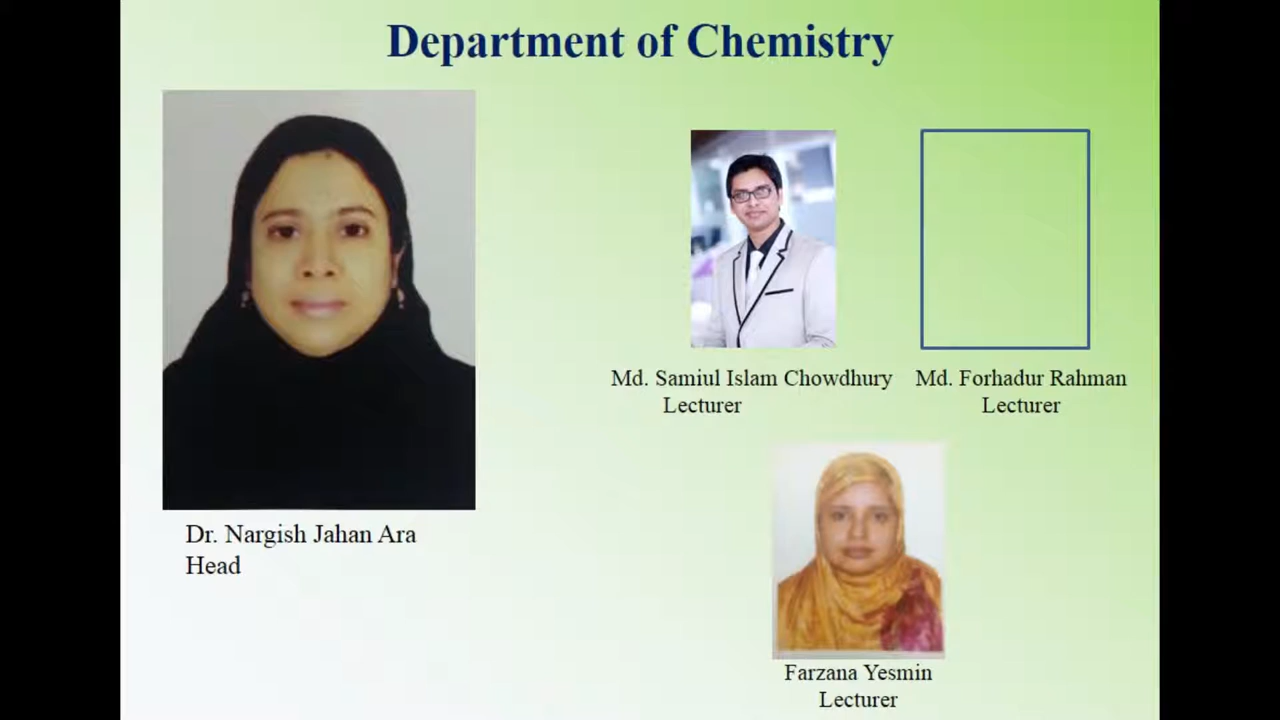 Department of Chemistry
Md. Samiul Islam Chowdhury
Lecturer
Md. Forhadur Rahman
Lecturer
Dr. Nargish Jahan Ara
Head
Farzana Yesmin
Lecturer